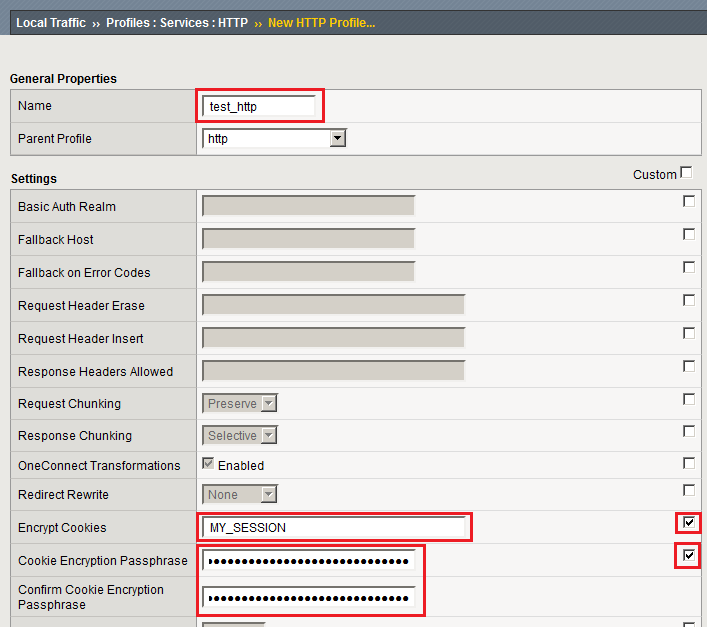 Local Traffic ›› Profiles : Services : HTTP ›› New HTTP Profile...
General Properties
Name test_http
Parent Profile http
Settings Custom
Basic Auth Realm
Fallback Host
Fallback on Error Codes
Request Header Erase
Request Header Insert
Response Headers Allowed
Request Chunking Preserve
Response Chunking Selective
OneConnect Transformations Enabled
Redirect Rewrite None
Encrypt Cookies MY_SESSION
Cookie Encryption Passphrase
Confirm Cookie Encryption
Passphrase